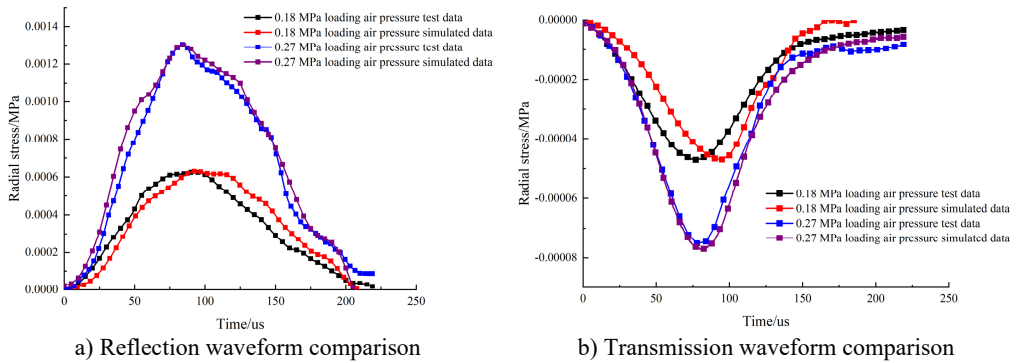 0.0014
0.0012
0.0010
0.0008
0.0006
0.0004
0.0002
0.0000
Radial stress/MPa
0.18 MPa loading air pressure test data
0.18 MPa loading air pressure simulated data
0.27 MPa loading air pressure test data
0.27 MPa loading air pressure simulated data
0 50 100 150 200 250
Time/us
a) Reflection waveform comparison
0.00000
-0.00002
-0.00004
-0.00006
-0.00008
Radial stress/MPa
0.18 MPa loading air pressure test data
0.18 MPa loading air pressure simulated data
0.27 MPa loading air pressure test data
0.27 MPa loading air pressure simulated data
0 50 100 150 200 250
Time/us
b) Transmission waveform comparison